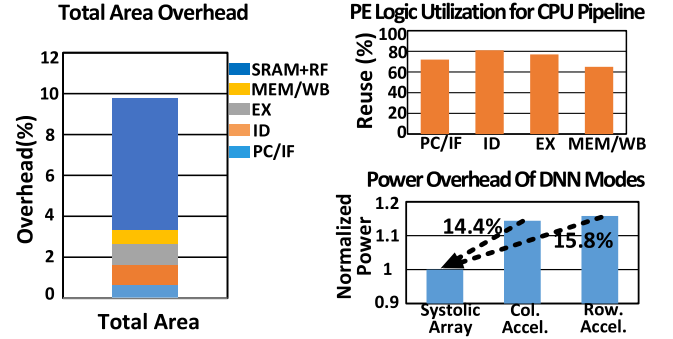 Total Area Overhead
Overhead(%)
12
10
8
6
4
2
0
Total Area
SRAM+RF
MEM/WB
EX
ID
PC/IF
PE Logic Utilization for CPU Pipeline
Reuse (%)
100
80
60
40
20
0
PC/IF ID EX MEM/WB
Power Overhead Of DNN Modes
Normalized
Power
1.2
1.1
1
0.9
14.4%
15.8%
Systolic Col. Row.
Array Accel. Accel.